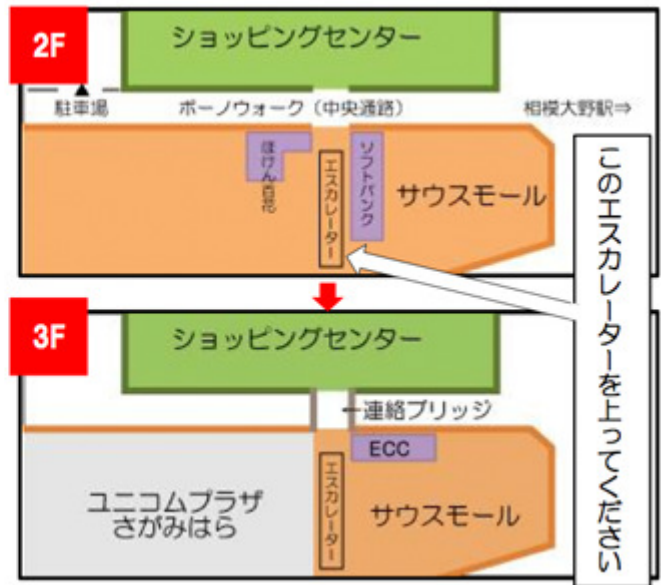 2F
ショッピングセンター
駐車場
ボーノウォーク（中央通路）
相模大野駅⇒
ほけん百花
エスカレーター
ソフトバンク
サウスモール
このエスカレーターを上ってください
3F
ショッピングセンター
←連絡ブリッジ
ECC
エスカレーター
ユニコムプラザ
さがみはら
サウスモール